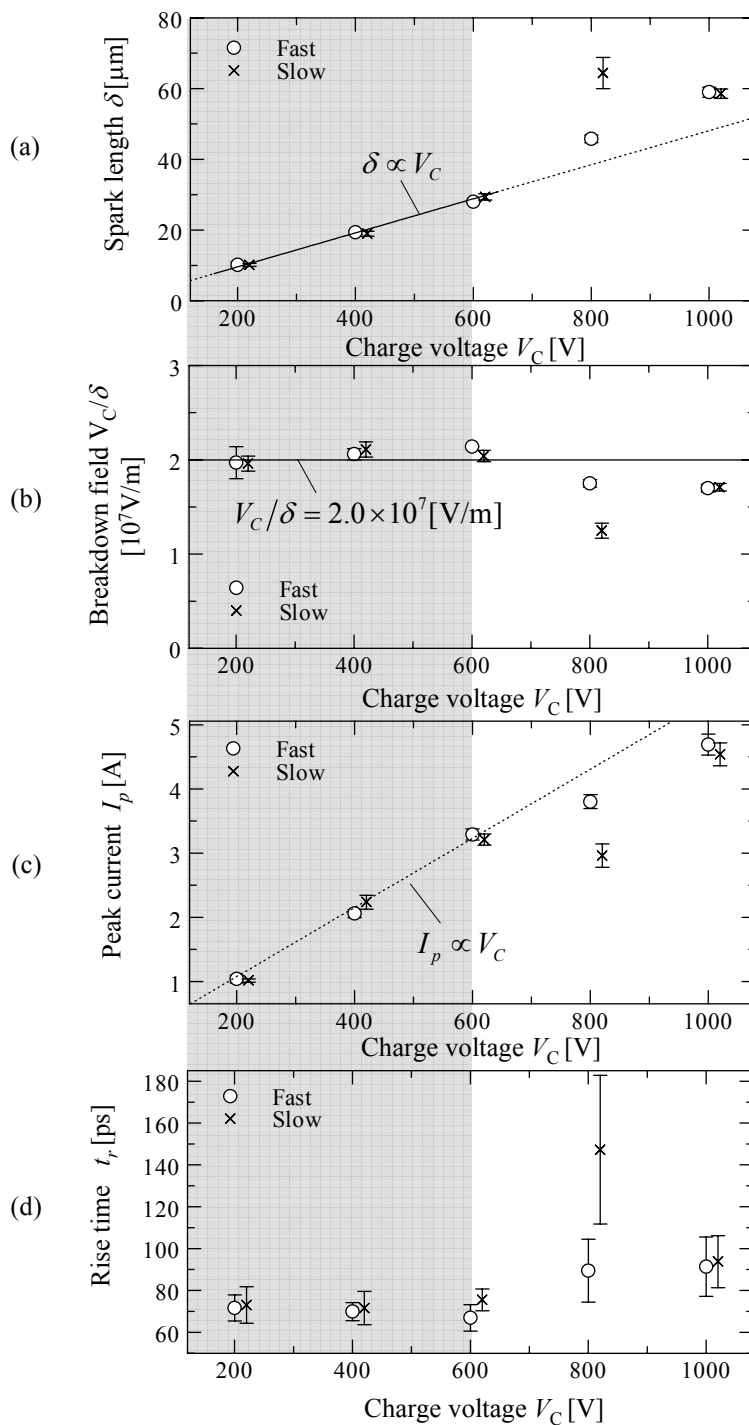 (a)
Spark length δ [μm]
80
60
40
20
0
Fast
Slow
δ ∝ V_C
200 400 600 800 1000
Charge voltage V_C [V]
(b)
Breakdown field V_C/δ
[10⁷V/m]
3
2
1
0
V_C/δ = 2.0×10⁷[V/m]
Fast
Slow
200 400 600 800 1000
Charge voltage V_C [V]
(c)
Peak current I_p [A]
5
4
3
2
1
Fast
Slow
I_p ∝ V_C
200 400 600 800 1000
Charge voltage V_C [V]
(d)
Rise time t_r [ps]
180
160
140
120
100
80
60
Fast
Slow
200 400 600 800 1000
Charge voltage V_C [V]